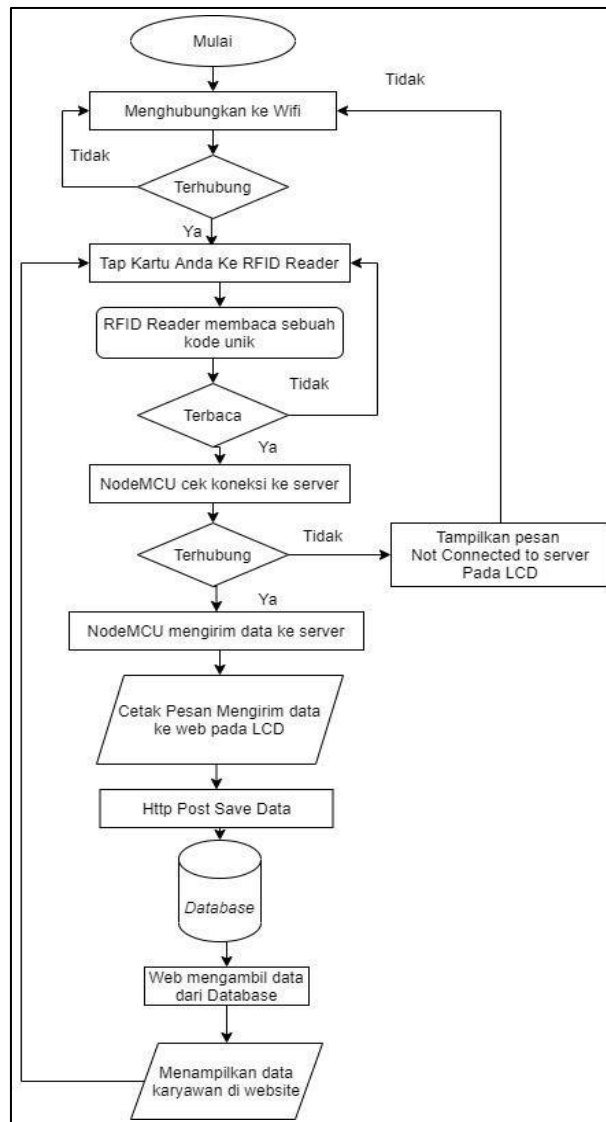 Mulai
Tidak
Menghubungkan ke Wifi
Tidak
Terhubung
Ya
Tap Kartu Anda Ke RFID Reader
RFID Reader membaca sebuah
kode unik
Tidak
Terbaca
Ya
NodeMCU cek koneksi ke server
Tidak
Terhubung
Tampilkan pesan
Not Connected to server
Pada LCD
Ya
NodeMCU mengirim data ke server
Cetak Pesan Mengirim data
ke web pada LCD
Http Post Save Data
Database
Web mengambil data
dari Database
Menampilkan data
karyawan di website